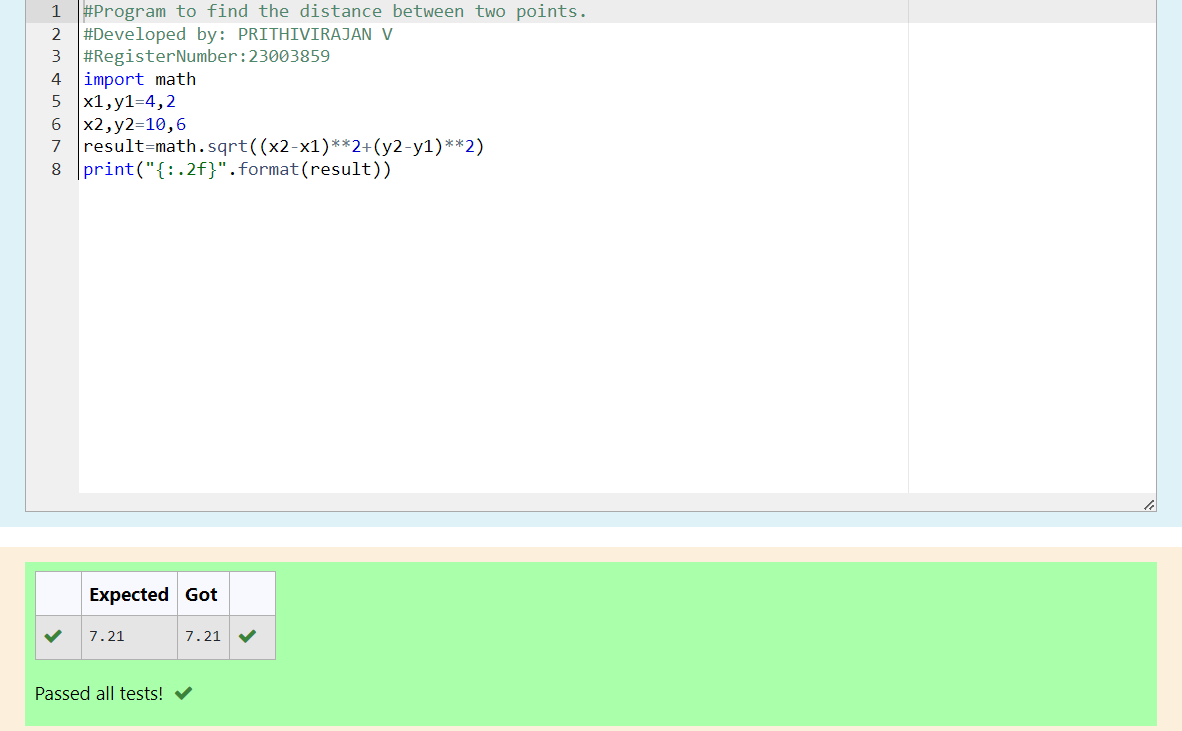 1 #Program to find the distance between two points.
2 #Developed by: PRITHIVIRAJAN V
3 #RegisterNumber:23003859
4 import math
5 x1,y1=4,2
6 x2,y2=10,6
7 result=math.sqrt((x2-x1)**2+(y2-y1)**2)
8 print("{:.2f}".format(result))
Expected Got
7.21 7.21
Passed all tests!